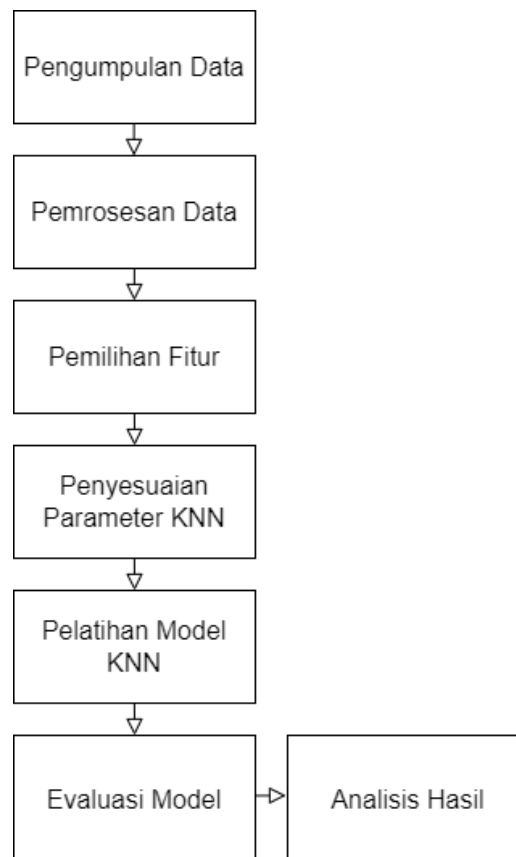 Pengumpulan Data
Pemrosesan Data
Pemilihan Fitur
Penyesuaian
Parameter KNN
Pelatihan Model
KNN
Evaluasi Model
Analisis Hasil